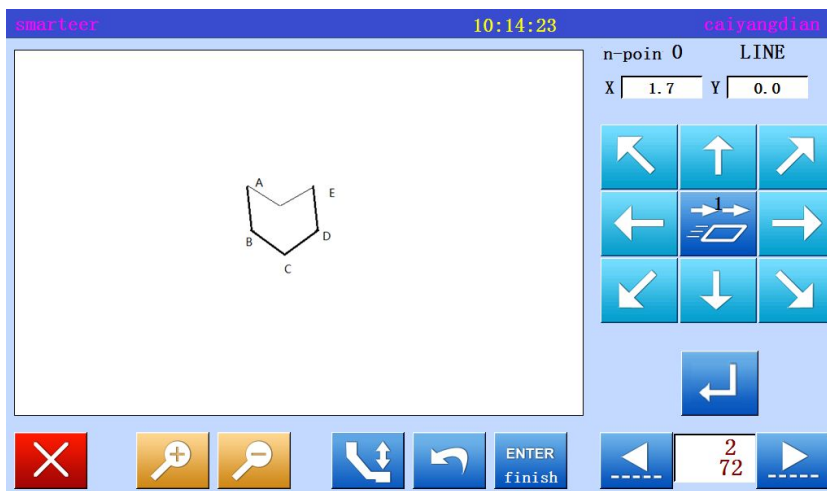 smarteer 10:14:23 caiyangdian
n-poin 0 LINE
X 1.7 Y 0.0
1
A
E
B
D
C
ENTER
finish
2
72